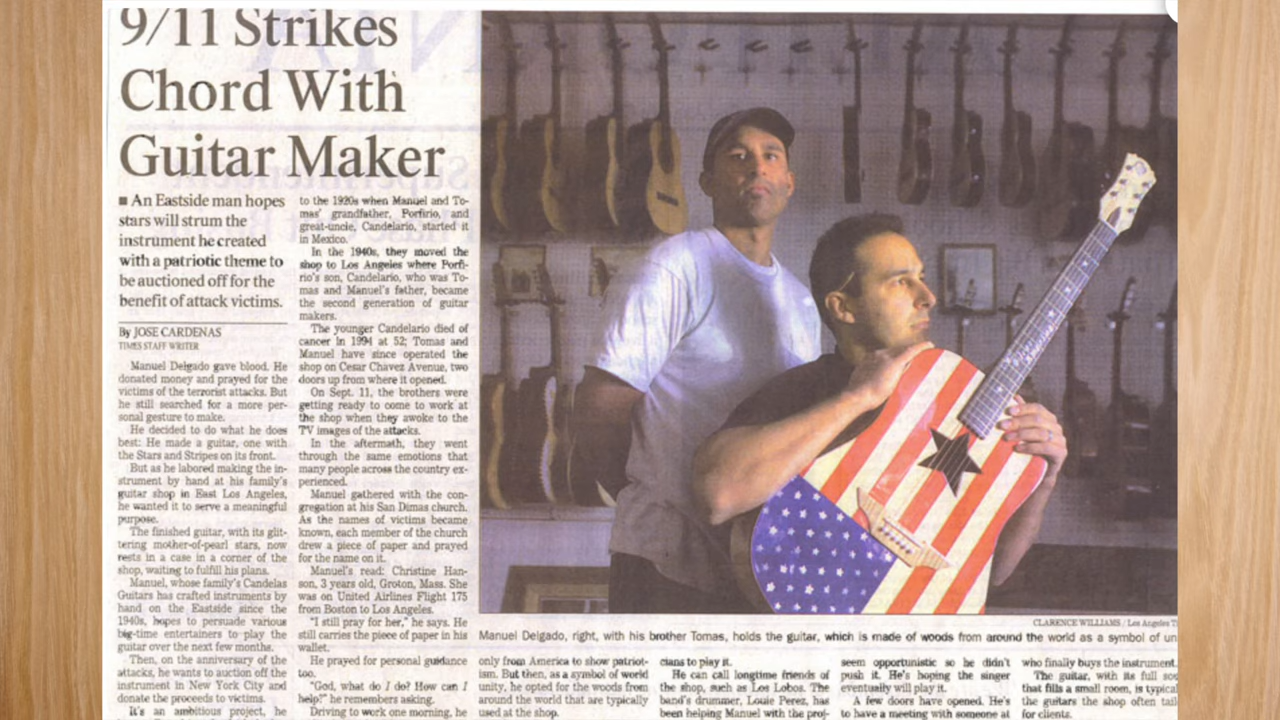 9/11 Strikes
Chord With
Guitar Maker
■ An Eastside man hopes
stars will strum the
instrument he created
with a patriotic theme to
be auctioned off for the
benefit of attack victims.
By JOSE CARDENAS
TIMES STAFF WRITER
Manuel Delgado gave blood. He
donated money and prayed for the
victims of the terrorist attacks. But
he still searched for a more per-
sonal gesture to make.
He decided to do what he does
best: He made a guitar, one with
the Stars and Stripes on its front.
But as he labored making the in-
strument by hand at his family's
guitar shop in East Los Angeles,
he wanted it to serve a meaningful
purpose.
The finished guitar, with its glit-
tering mother-of-pearl stars, now
rests in a case in a corner of the
shop, waiting to fulfill his plans.
Manuel, whose family's Candelas
Guitars has crafted instruments by
hand on the Eastside since the
1940s, hopes to persuade various
big-time entertainers to play the
guitar over the next few months.
Then, on the anniversary of the
attacks, he wants to auction off the
instrument in New York City and
donate the proceeds to victims.
It's an ambitious project, he
to the 1920s when Manuel and To-
mas' grandfather, Porfirio, and
great-uncle, Candelario, started it
in Mexico.
In the 1940s, they moved the
shop to Los Angeles where Porfi-
rio's son, Candelario, who was To-
mas and Manuel's father, became
the second generation of guitar
makers.
The younger Candelario died of
cancer in 1994 at 52; Tomas and
Manuel have since operated the
shop on Cesar Chavez Avenue, two
doors up from where it opened.
On Sept. 11, the brothers were
getting ready to come to work at
the shop when they awoke to the
TV images of the attacks.
In the aftermath, they went
through the same emotions that
many people across the country ex-
perienced.
Manuel gathered with the con-
gregation at his San Dimas church.
As the names of victims became
known, each member of the church
drew a piece of paper and prayed
for the name on it.
Manuel's read: Christine Han-
son, 3 years old, Groton, Mass. She
was on United Airlines Flight 175
from Boston to Los Angeles.
"I still pray for her," he says. He
still carries the piece of paper in his
wallet.
He prayed for personal guidance
too.
"God, what do I do? How can I
help?" he remembers asking.
Driving to work one morning, he
CLARENCE WILLIAMS / Los Angeles T
Manuel Delgado, right, with his brother Tomas, holds the guitar, which is made of woods from around the world as a symbol of un
only from America to show patriot-
ism. But then, as a symbol of world
unity, he opted for the woods from
around the world that are typically
used at the shop.
cians to play it.
He can call longtime friends of
the shop, such as Los Lobos. The
band's drummer, Louie Perez, has
been helping Manuel with the proj-
seem opportunistic so he didn't
push it. He's hoping the singer
eventually will play it.
A few doors have opened. He's
to have a meeting with someone at
who finally buys the instrument.
The guitar, with its full sou
that fills a small room, is typical
the guitars the shop often tail
for clients.